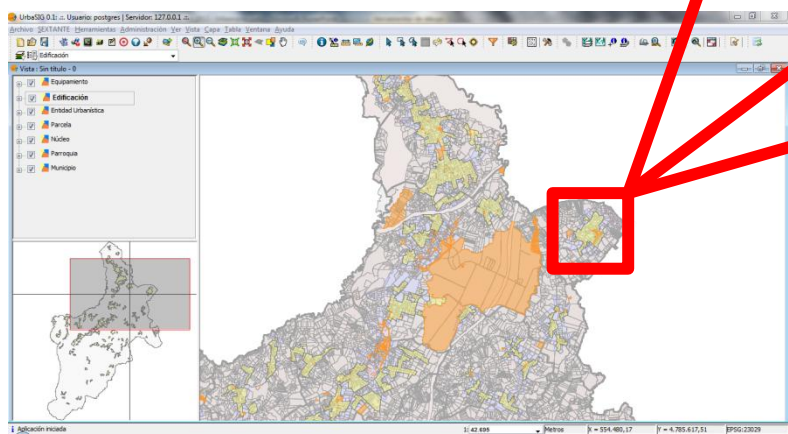 UrbaSIG 0.1: .:. Usuario: postgres | Servidor: 127.0.0.1 .:.
Archivo SEXTANTE Herramientas Administración Ver Vista Capa Tabla Ventana Ayuda
Edificación
Vista : Sin título - 0
Equipamiento
Edificación
Entidad Urbanística
Parcela
Núcleo
Parroquia
Municipio
Aplicación iniciada
1: 42.699
Metros
X = 554.480,17
Y = 4.785.617,51
EPSG:23029